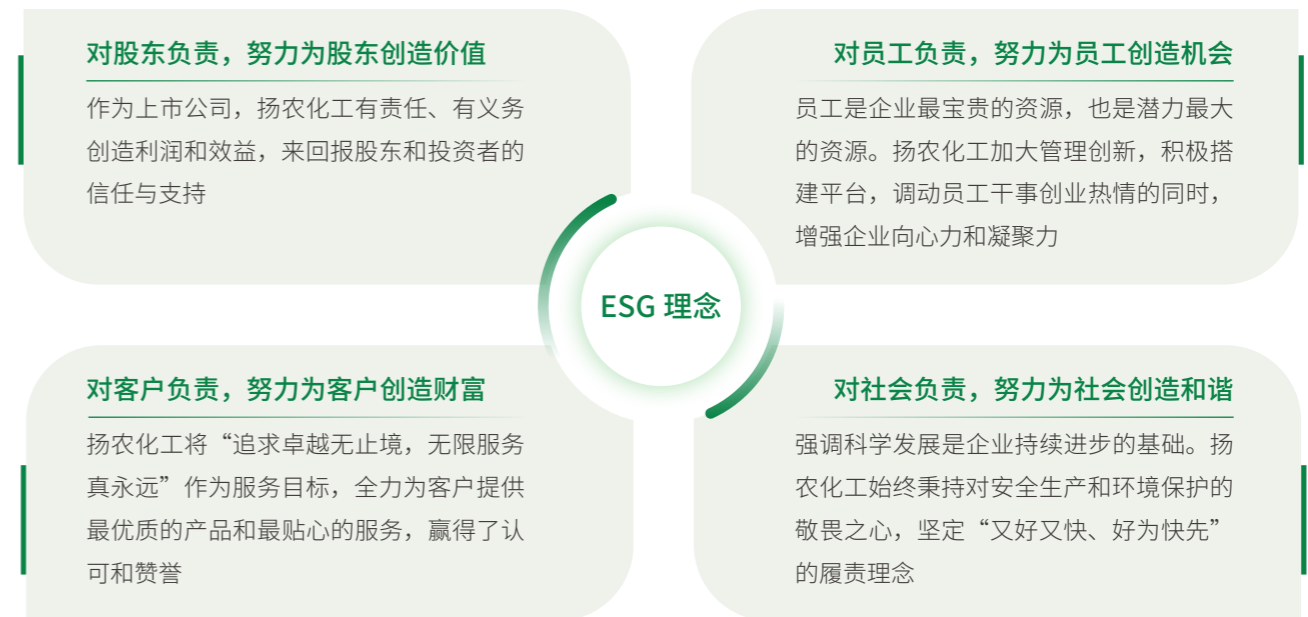 对股东负责，努力为股东创造价值
作为上市公司，扬农化工有责任、有义务
创造利润和效益，来回报股东和投资者的
信任与支持
对员工负责，努力为员工创造机会
员工是企业最宝贵的资源，也是潜力最大
的资源。扬农化工加大管理创新，积极搭
建平台，调动员工干事创业热情的同时，
增强企业向心力和凝聚力
ESG 理念
对客户负责，努力为客户创造财富
扬农化工将“追求卓越无止境，无限服务
真永远”作为服务目标，全力为客户提供
最优质的产品和最贴心的服务，赢得了认
可和赞誉
对社会负责，努力为社会创造和谐
强调科学发展是企业持续进步的基础。扬
农化工始终秉持对安全生产和环境保护的
敬畏之心，坚定“又好又快、好为快先”
的履责理念